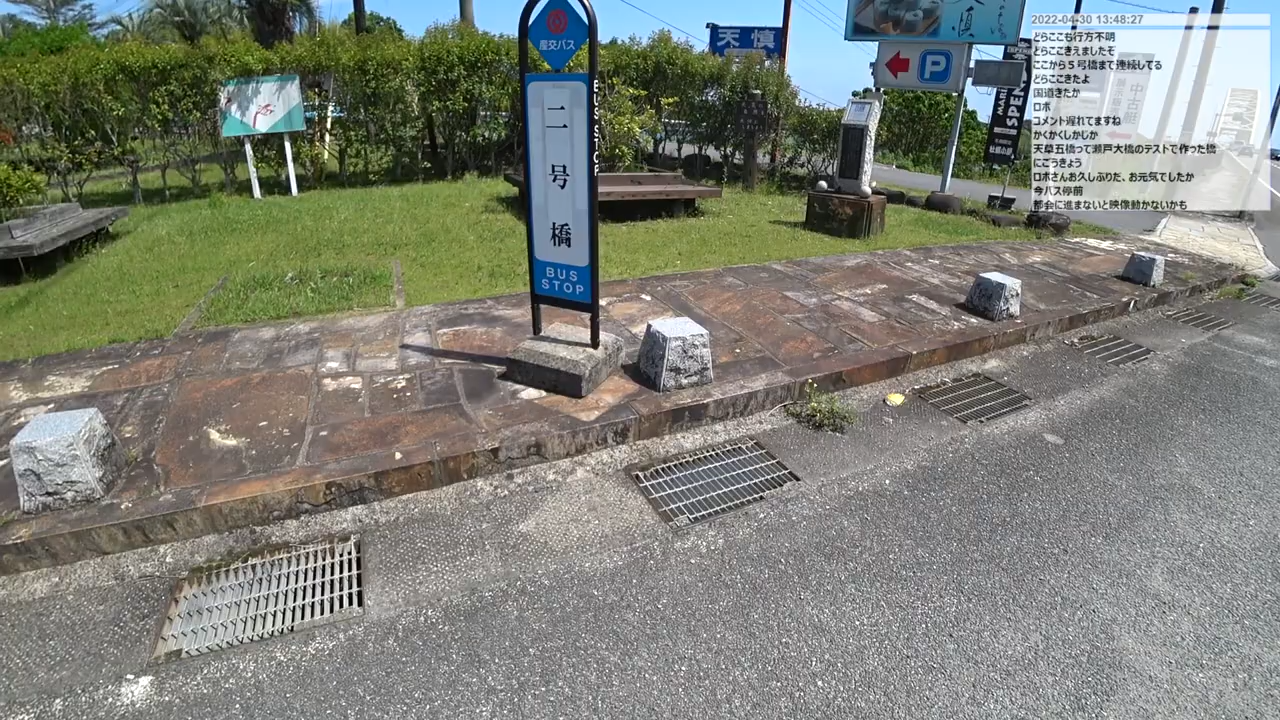 産交バス
二号橋
BUS
STOP
BUS STOP
天慎
P
2022-04-30 13:48:27
どらここも行方不明
どらここきえましたぞ
ここから５号橋まで連続してる
どらここきたよ
国道きたか
ロボ
コメント遅れてますね
かくかくしかじか
天草五橋って瀬戸大橋のテストで作った橋
にごうきょう
ロボさんお久しぶりだ、お元気でしたか
今バス停前
都会に進まないと映像動かないかも
中古艇